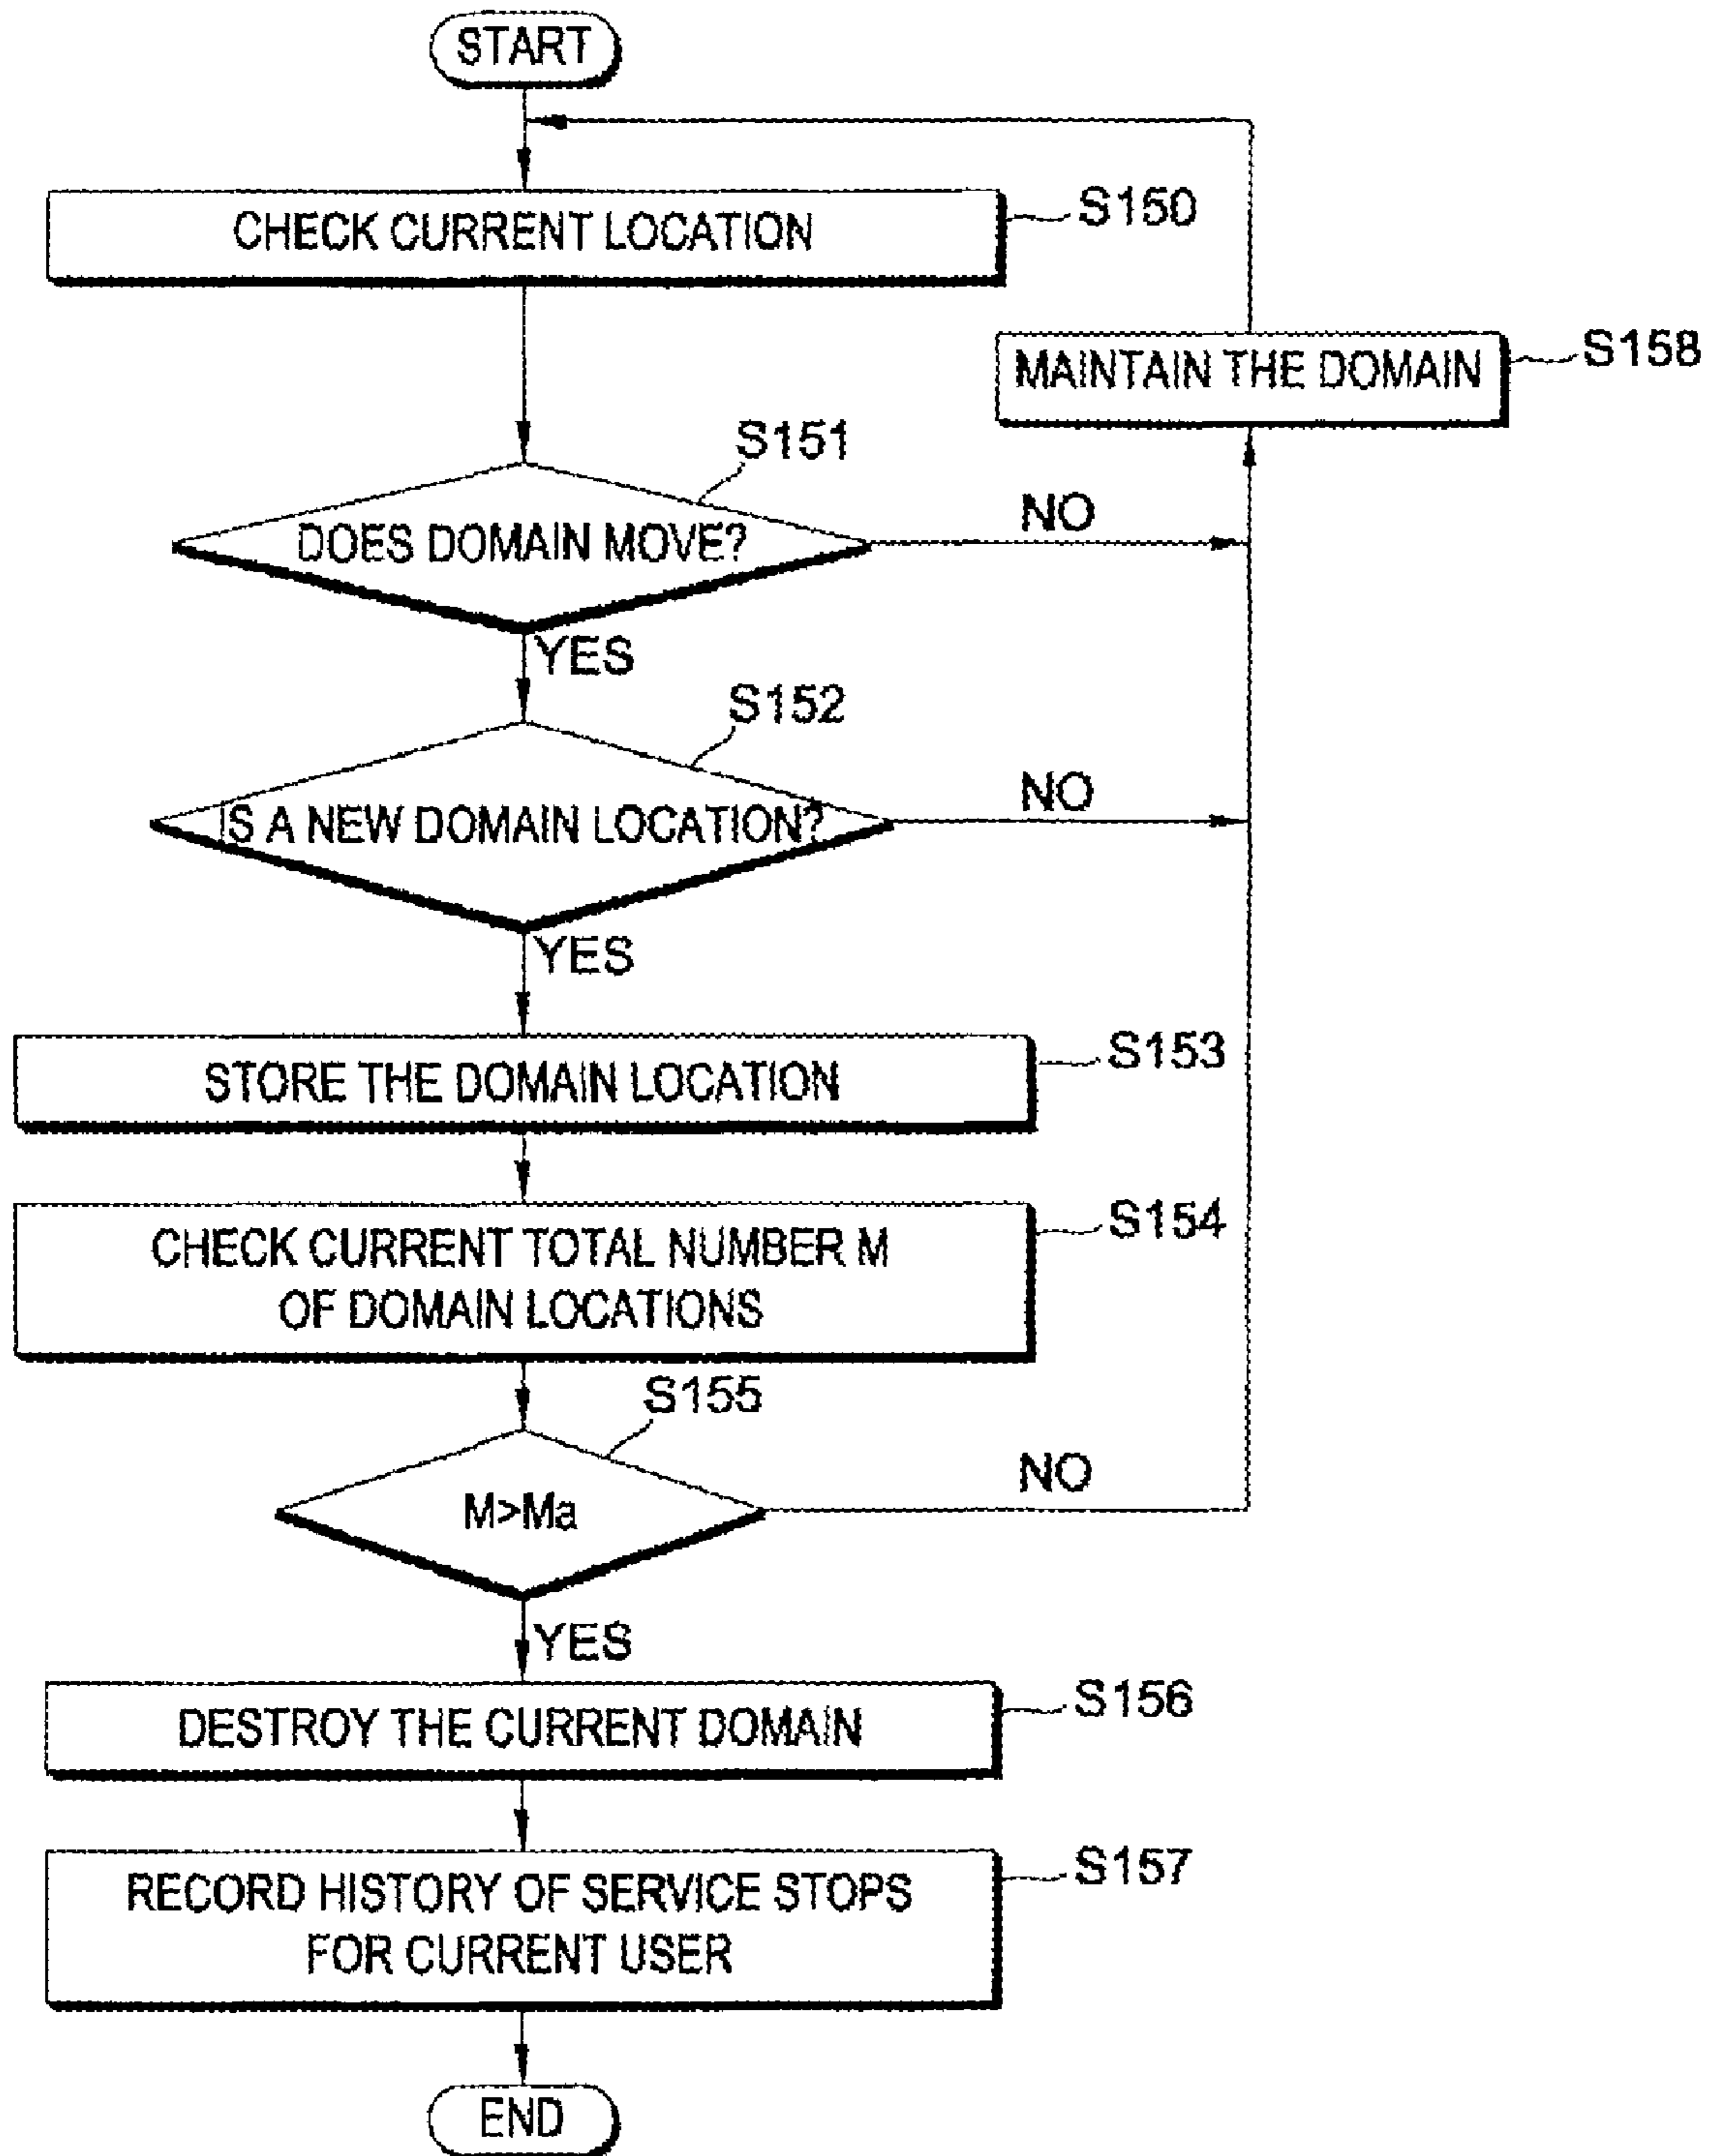 START
CHECK CURRENT LOCATION
S150
MAINTAIN THE DOMAIN
S158
S151
DOES DOMAIN MOVE?
NO
YES
S152
IS A NEW DOMAIN LOCATION?
NO
YES
STORE THE DOMAIN LOCATION
S153
CHECK CURRENT TOTAL NUMBER M
OF DOMAIN LOCATIONS
S154
S155
M>Ma
NO
YES
DESTROY THE CURRENT DOMAIN
S156
RECORD HISTORY OF SERVICE STOPS
FOR CURRENT USER
S157
END